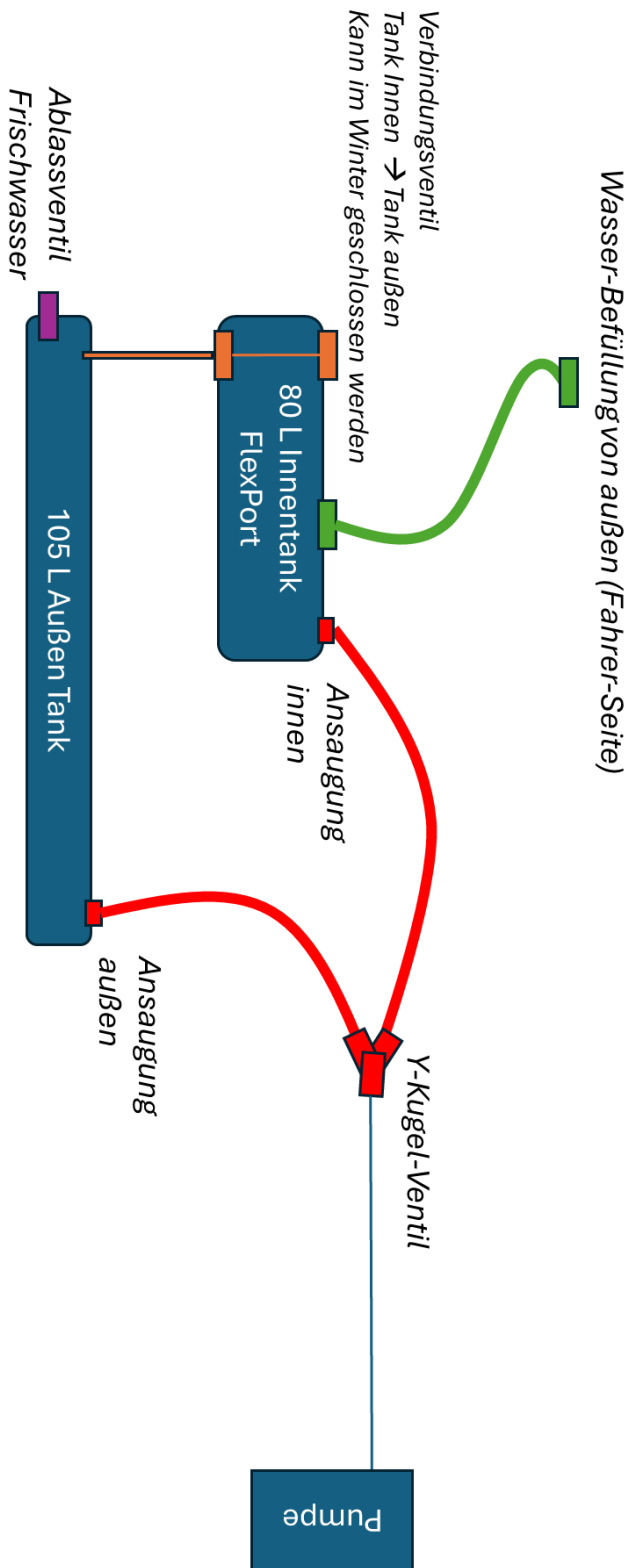 Wasser-Befüllung von außen (Fahrer-Seite)
Verbindungsventil
Tank Innen → Tank außen
Kann im Winter geschlossen werden
80 L Innentank
FlexPort
Ansaugung
innen
Y-Kugel-Ventil
Pumpe
Ablassventil
Frischwasser
105 L Außen Tank
Ansaugung
außen